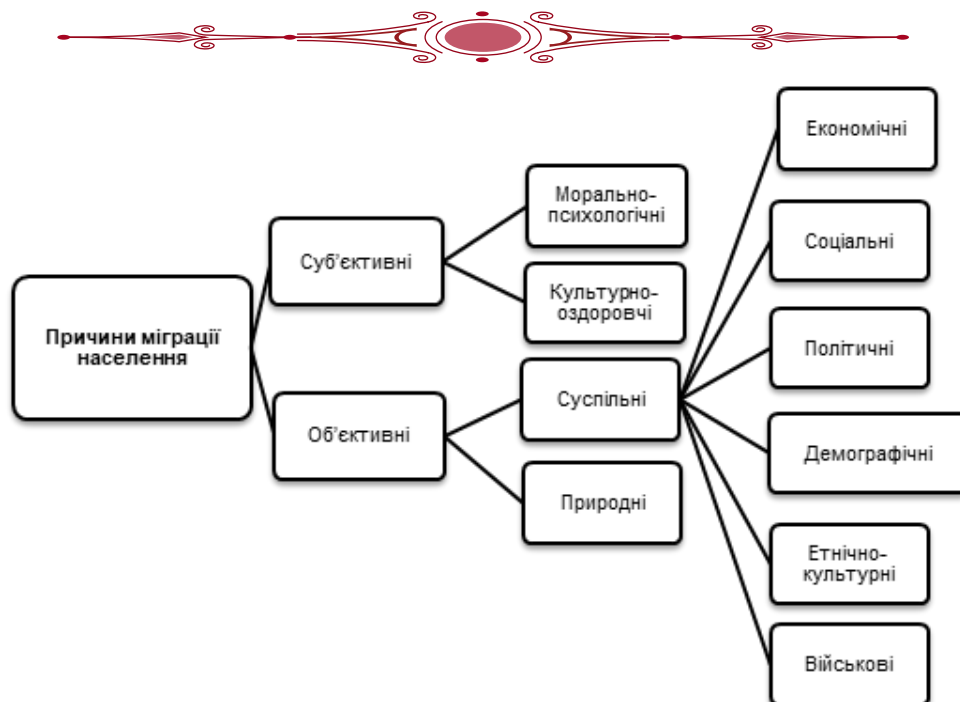 Причини міграції
населення
Суб'єктивні
Об'єктивні
Морально-
психологічні
Культурно-
оздоровчі
Суспільні
Природні
Економічні
Соціальні
Політичні
Демографічні
Етнічно-
культурні
Військові